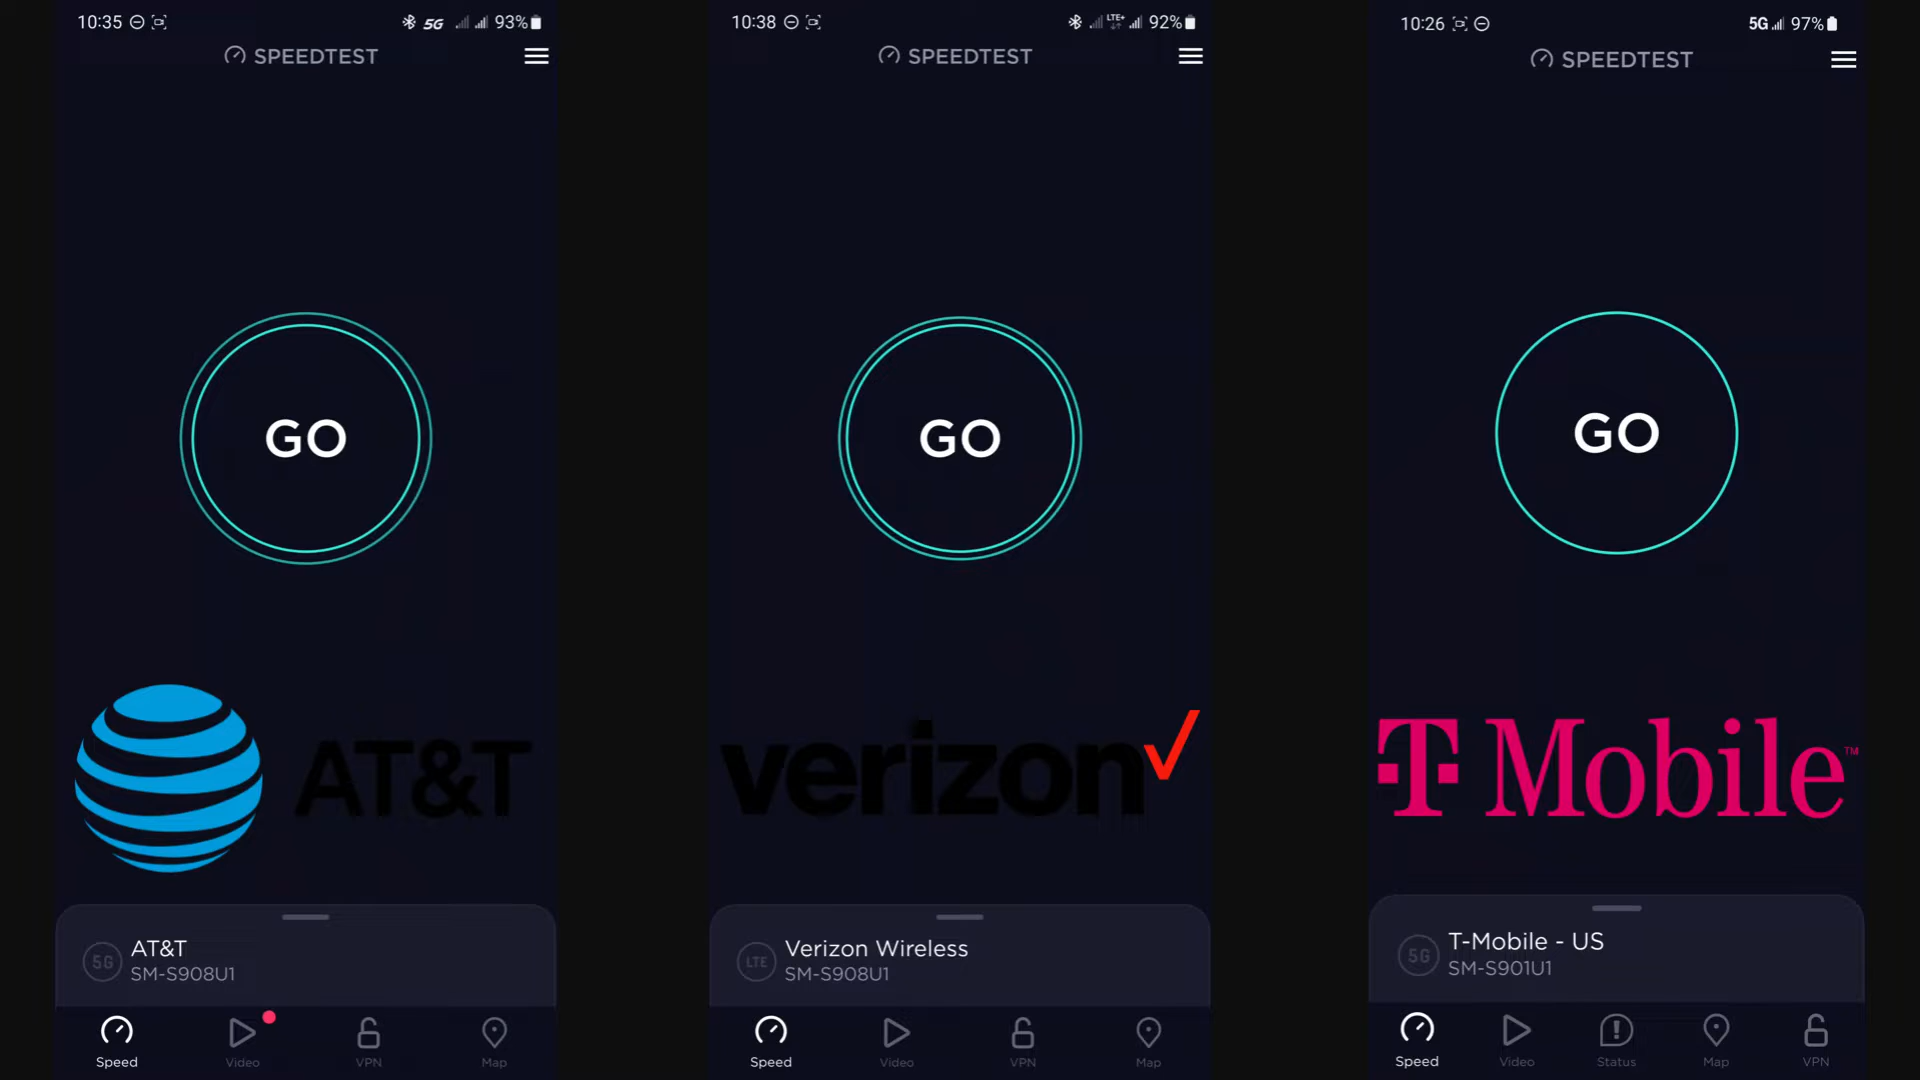 10:35 5G 93%
SPEEDTEST
GO
AT&T
AT&T
5G
SM-S908U1
Speed Video VPN Map
10:38 LTE+ 92%
SPEEDTEST
GO
verizon
Verizon Wireless
LTE
SM-S908U1
Speed Video VPN Map
10:26 5G 97%
SPEEDTEST
GO
T Mobile™
T-Mobile - US
5G
SM-S901U1
Speed Video Status Map VPN